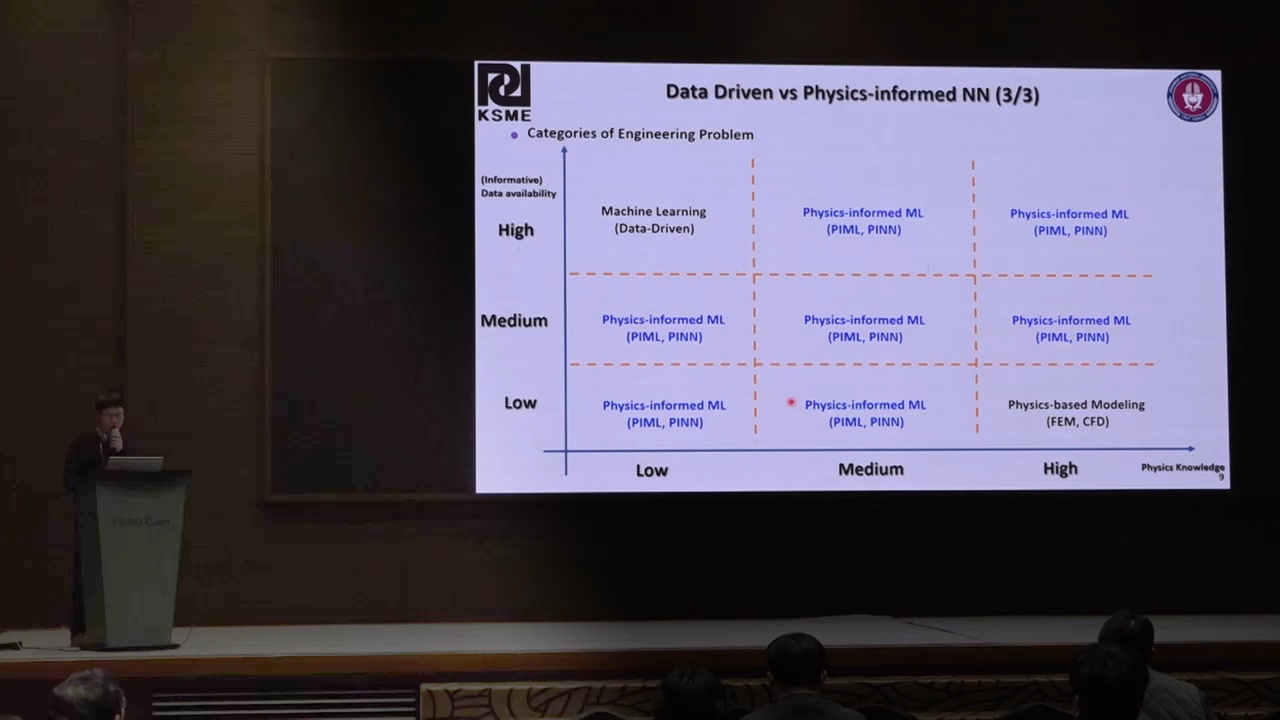 KSME
Data Driven vs Physics-informed NN (3/3)
Categories of Engineering Problem
(Informative)
Data availability
High
Machine Learning
(Data-Driven)
Physics-informed ML
(PIML, PINN)
Physics-informed ML
(PIML, PINN)
Medium
Physics-informed ML
(PIML, PINN)
Physics-informed ML
(PIML, PINN)
Physics-informed ML
(PIML, PINN)
Low
Physics-informed ML
(PIML, PINN)
Physics-informed ML
(PIML, PINN)
Physics-based Modeling
(FEM, CFD)
Low
Medium
High
Physics Knowledge
9